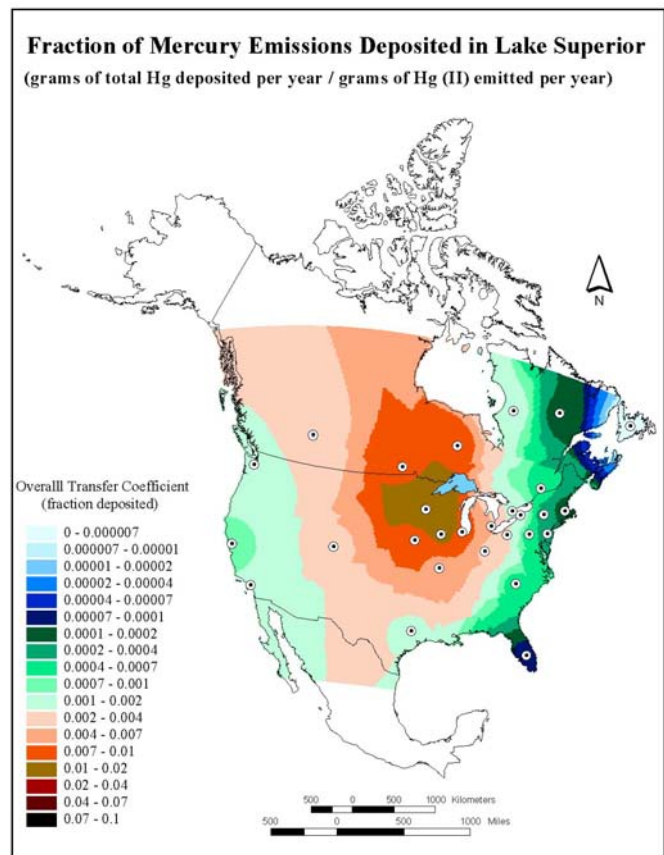 Fraction of Mercury Emissions Deposited in Lake Superior
(grams of total Hg deposited per year / grams of Hg (II) emitted per year)
N
Overalll Transfer Coefficient
(fraction deposited)
0 - 0.000007
0.000007 - 0.00001
0.00001 - 0.00002
0.00002 - 0.00004
0.00004 - 0.00007
0.00007 - 0.0001
0.0001 - 0.0002
0.0002 - 0.0004
0.0004 - 0.0007
0.0007 - 0.001
0.001 - 0.002
0.002 - 0.004
0.004 - 0.007
0.007 - 0.01
0.01 - 0.02
0.02 - 0.04
0.04 - 0.07
0.07 - 0.1
500 0 500 1000 Kilometers
500 0 500 1000 Miles